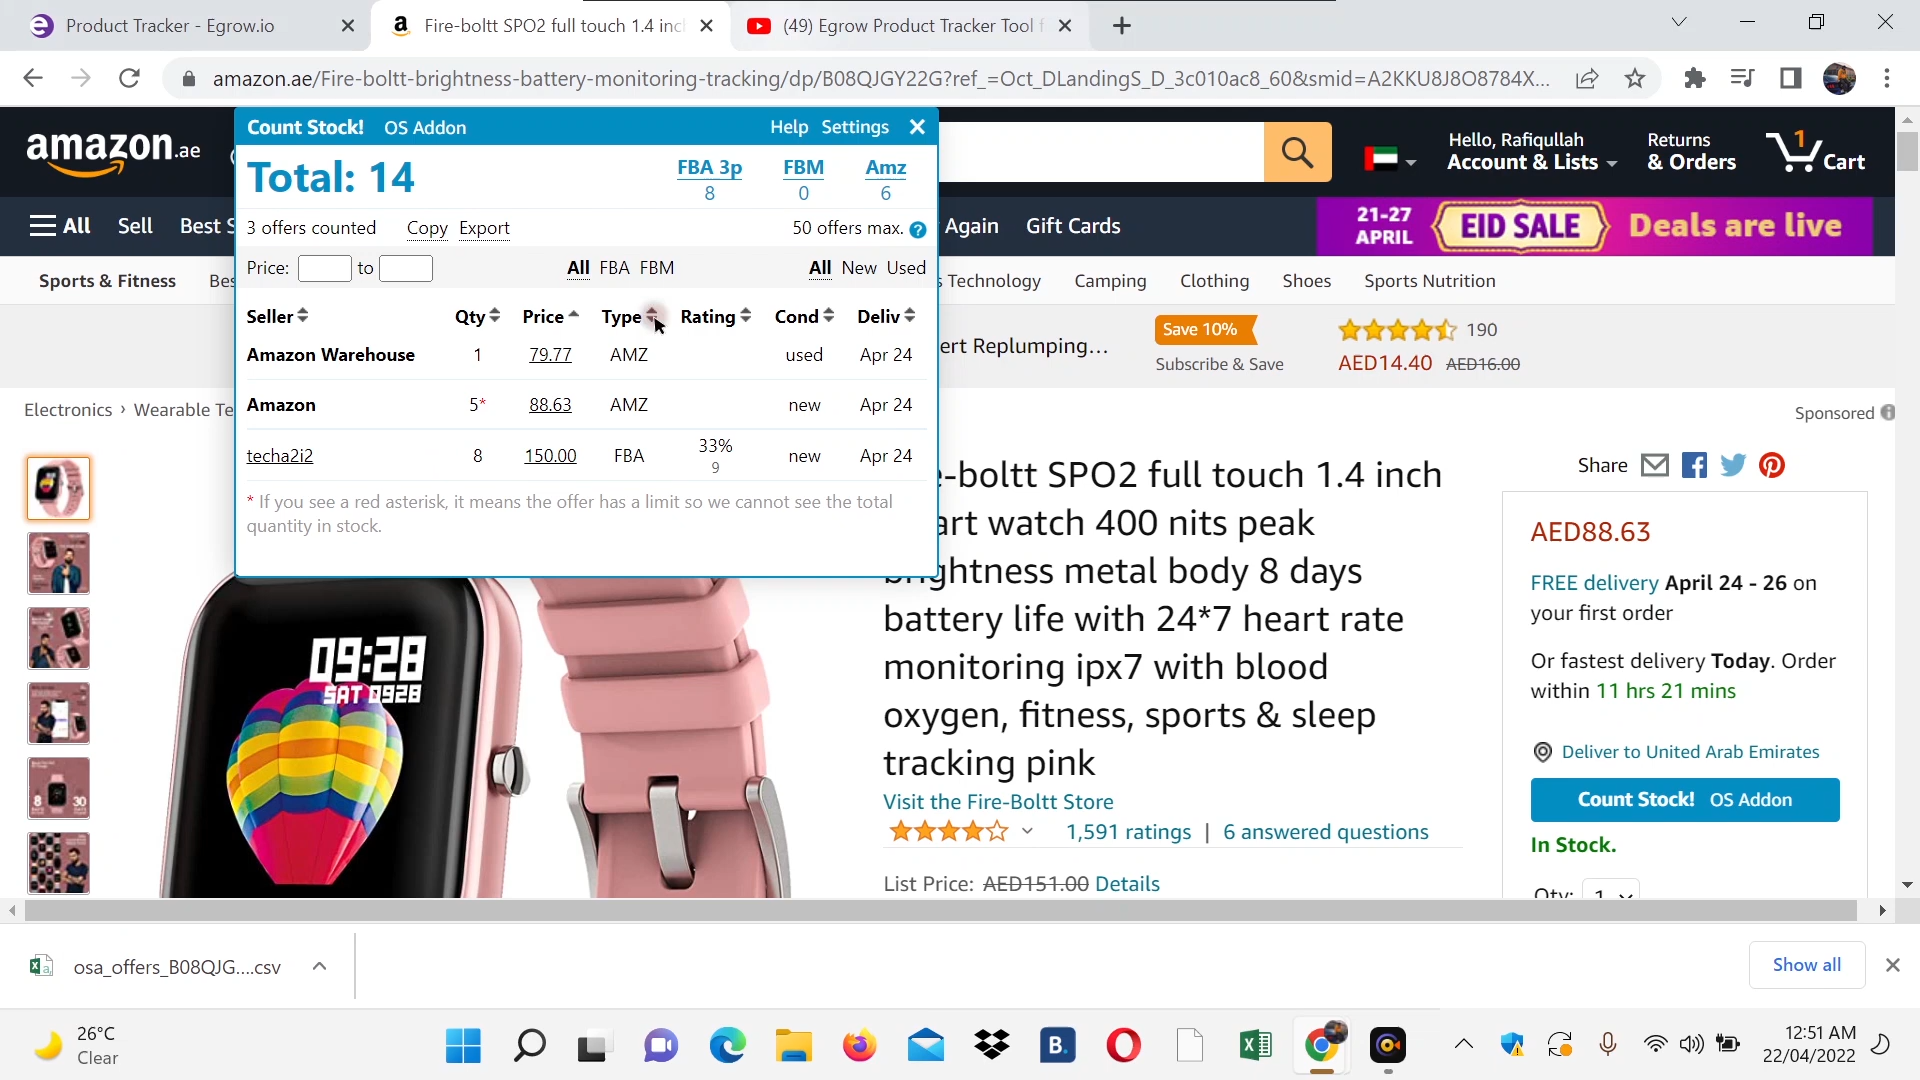 Product Tracker - Egrow.io
Fire-boltt SPO2 full touch 1.4 incl
(49) Egrow Product Tracker Tool f
amazon.ae/Fire-boltt-brightness-battery-monitoring-tracking/dp/B08QJGY22G?ref_=Oct_DLandingS_D_3c010ac8_60&smid=A2KKU8J8O8784X...
amazon.ae
Hello, Rafiqullah
Account & Lists
Returns
& Orders
1
Cart
Count Stock! OS Addon Help Settings
Total: 14
FBA 3p FBM Amz
8 0 6
3 offers counted Copy Export 50 offers max. ?
Price: to All FBA FBM All New Used
Seller Qty Price Type Rating Cond Deliv
Amazon Warehouse 1 79.77 AMZ used Apr 24
Amazon 5* 88.63 AMZ new Apr 24
techa2i2 8 150.00 FBA 33% 9 new Apr 24
* If you see a red asterisk, it means the offer has a limit so we cannot see the total
quantity in stock.
All Sell Best S Again Gift Cards
21-27
APRIL
EID SALE
Deals are live
Sports & Fitness Bes s Technology Camping Clothing Shoes Sports Nutrition
ert Replumping...
Save 10%
Subscribe & Save
190
AED14.40 AED16.00
Electronics › Wearable Te
Sponsored
e-boltt SPO2 full touch 1.4 inch
art watch 400 nits peak
brightness metal body 8 days
battery life with 24*7 heart rate
monitoring ipx7 with blood
oxygen, fitness, sports & sleep
tracking pink
Visit the Fire-Boltt Store
1,591 ratings | 6 answered questions
List Price: AED151.00 Details
09:28
SAT 0928
Share
AED88.63
FREE delivery April 24 - 26 on
your first order
Or fastest delivery Today. Order
within 11 hrs 21 mins
Deliver to United Arab Emirates
Count Stock! OS Addon
In Stock.
Qty: 1
osa_offers_B08QJG....csv
Show all
26°C
Clear
B.
12:51 AM
22/04/2022